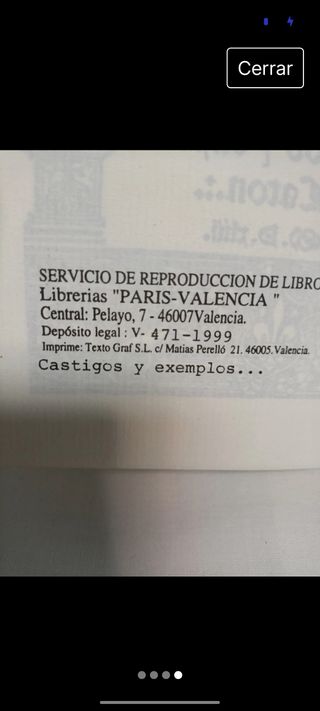 Cerrar
SERVICIO DE REPRODUCCION DE LIBRO
Librerias "PARIS-VALENCIA "
Central: Pelayo, 7 - 46007Valencia.
Depósito legal : V- 471-1999
Imprime: Texto Graf S.L. c/ Matias Perelló 21. 46005.Valencia.
Castigos y exemplos...